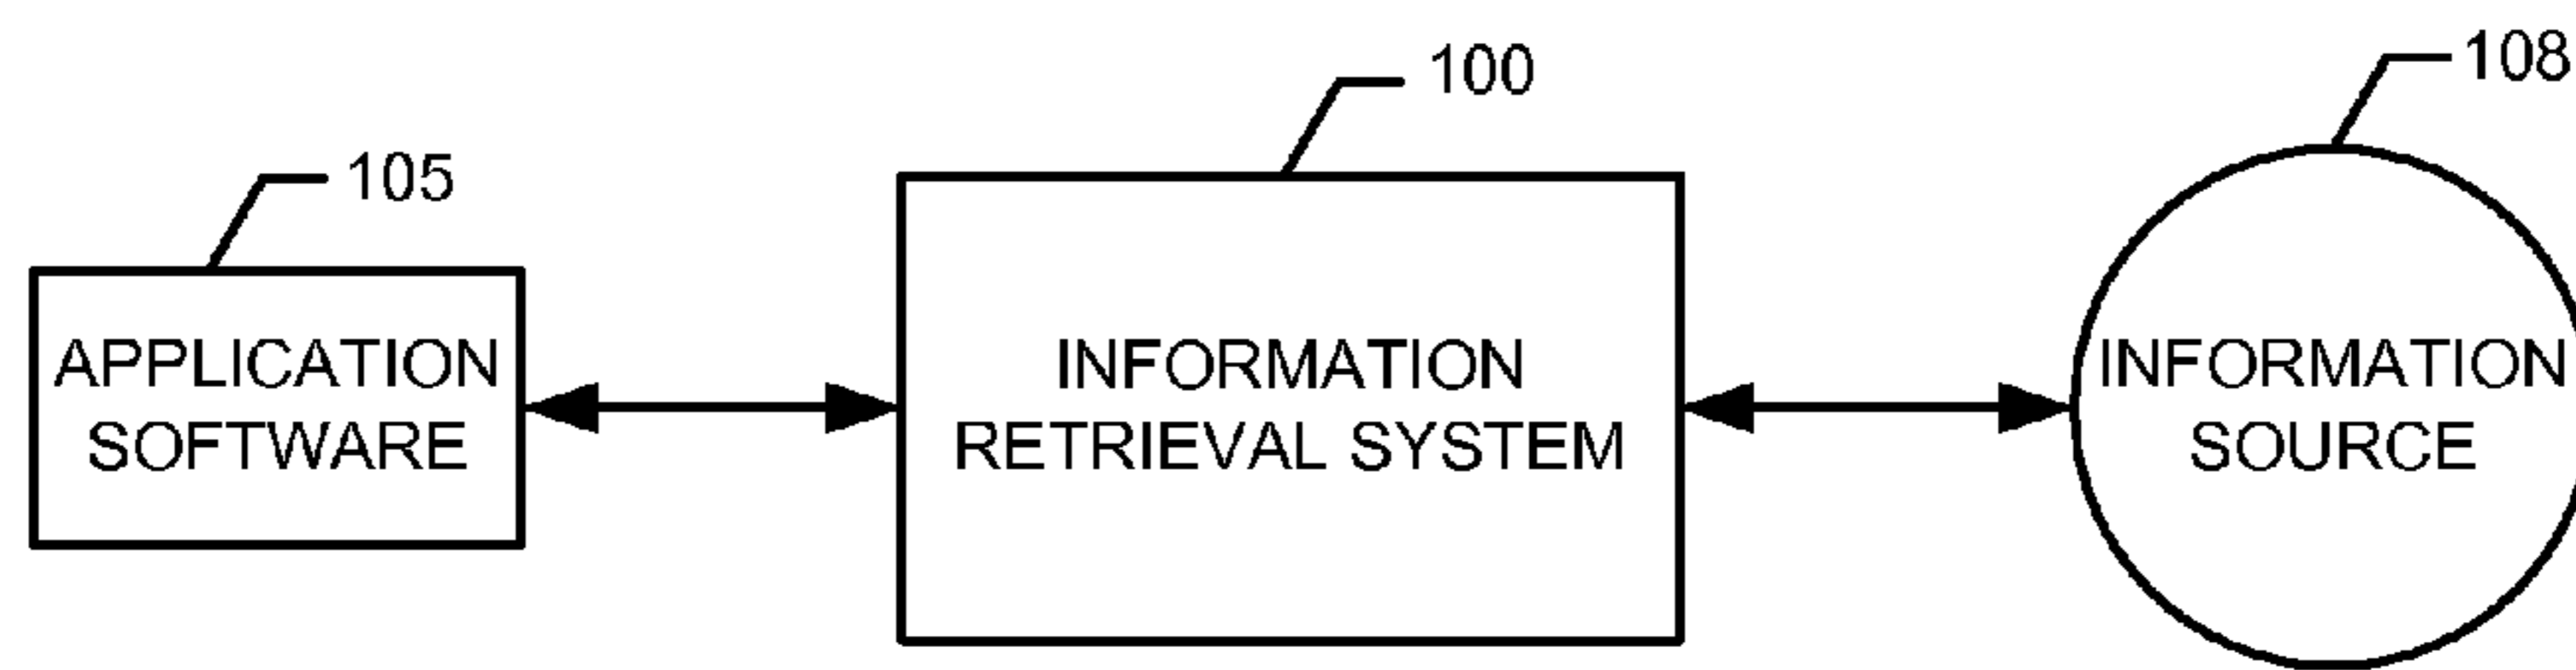 105
APPLICATION
SOFTWARE
100
INFORMATION
RETRIEVAL SYSTEM
108
INFORMATION
SOURCE